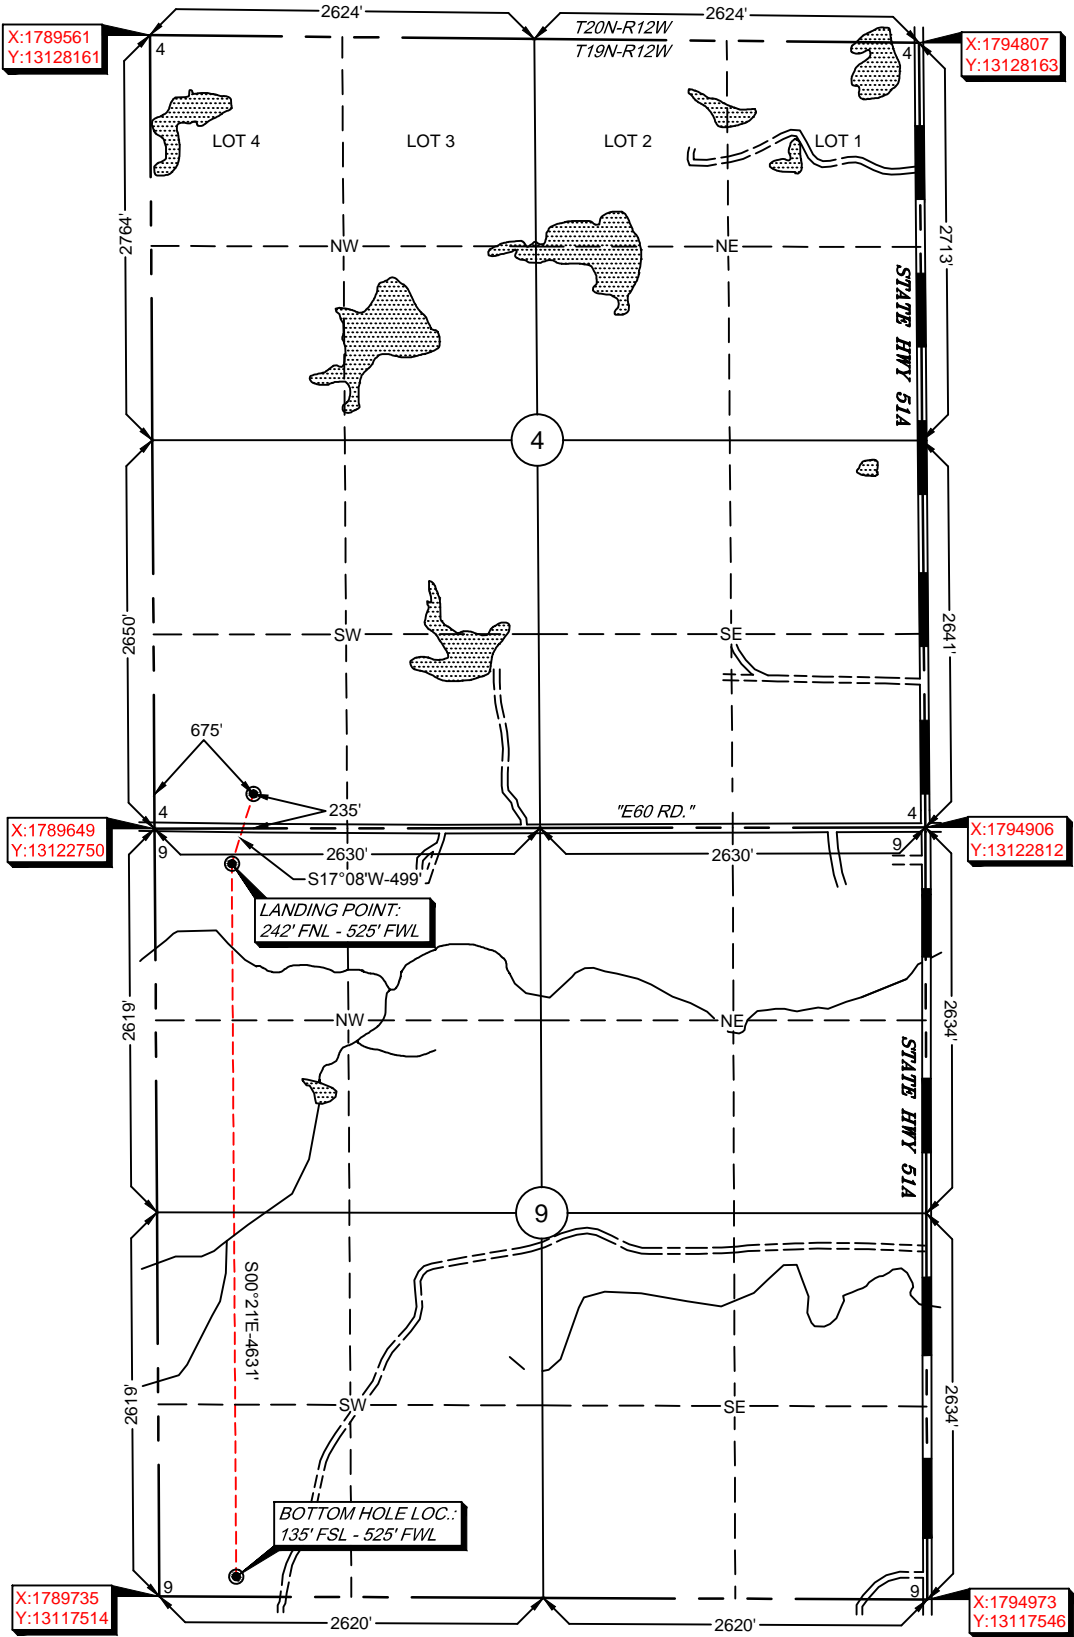 2624'
2624'
T20N-R12W
T19N-R12W
X:1789561
Y:13128161
X:1794807
Y:13128163
4
4
LOT 4
LOT 3
LOT 2
LOT 1
2764'
2713'
NW
NE
STATE HWY 51A
4
2650'
2641'
SW
SE
675'
235'
4
4
"E60 RD."
X:1789649
Y:13122750
X:1794906
Y:13122812
9
9
2630'
2630'
S17°08'W-499'
LANDING POINT:
242' FNL - 525' FWL
2619'
2634'
NW
NE
STATE HWY 51A
9
S00°21'E-4631'
2619'
2634'
SW
SE
BOTTOM HOLE LOC.:
135' FSL - 525' FWL
9
9
X:1789735
Y:13117514
X:1794973
Y:13117546
2620'
2620'